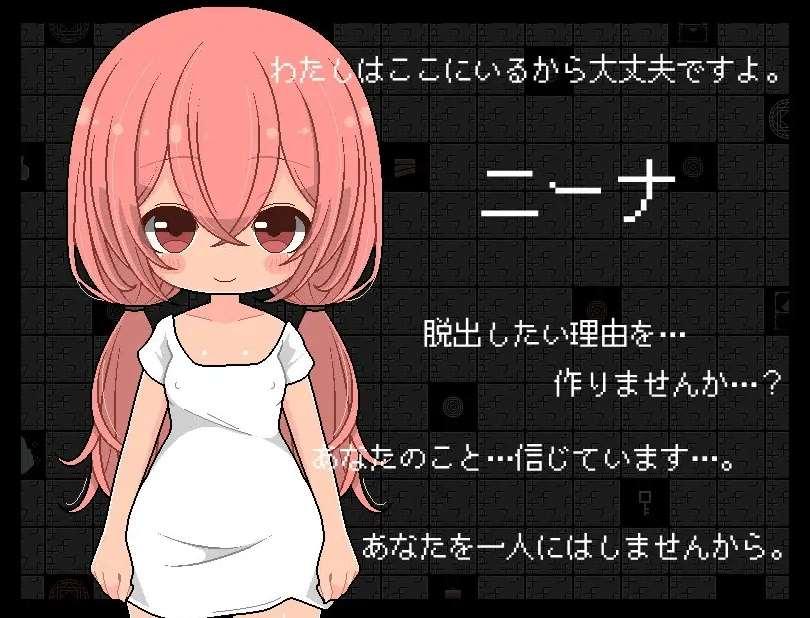 わたしはここにいるから大丈夫ですよ。
ニーナ
脱出したい理由を…
作りませんか…？
あなたのこと…信じています…。
あなたを一人にはしませんから。